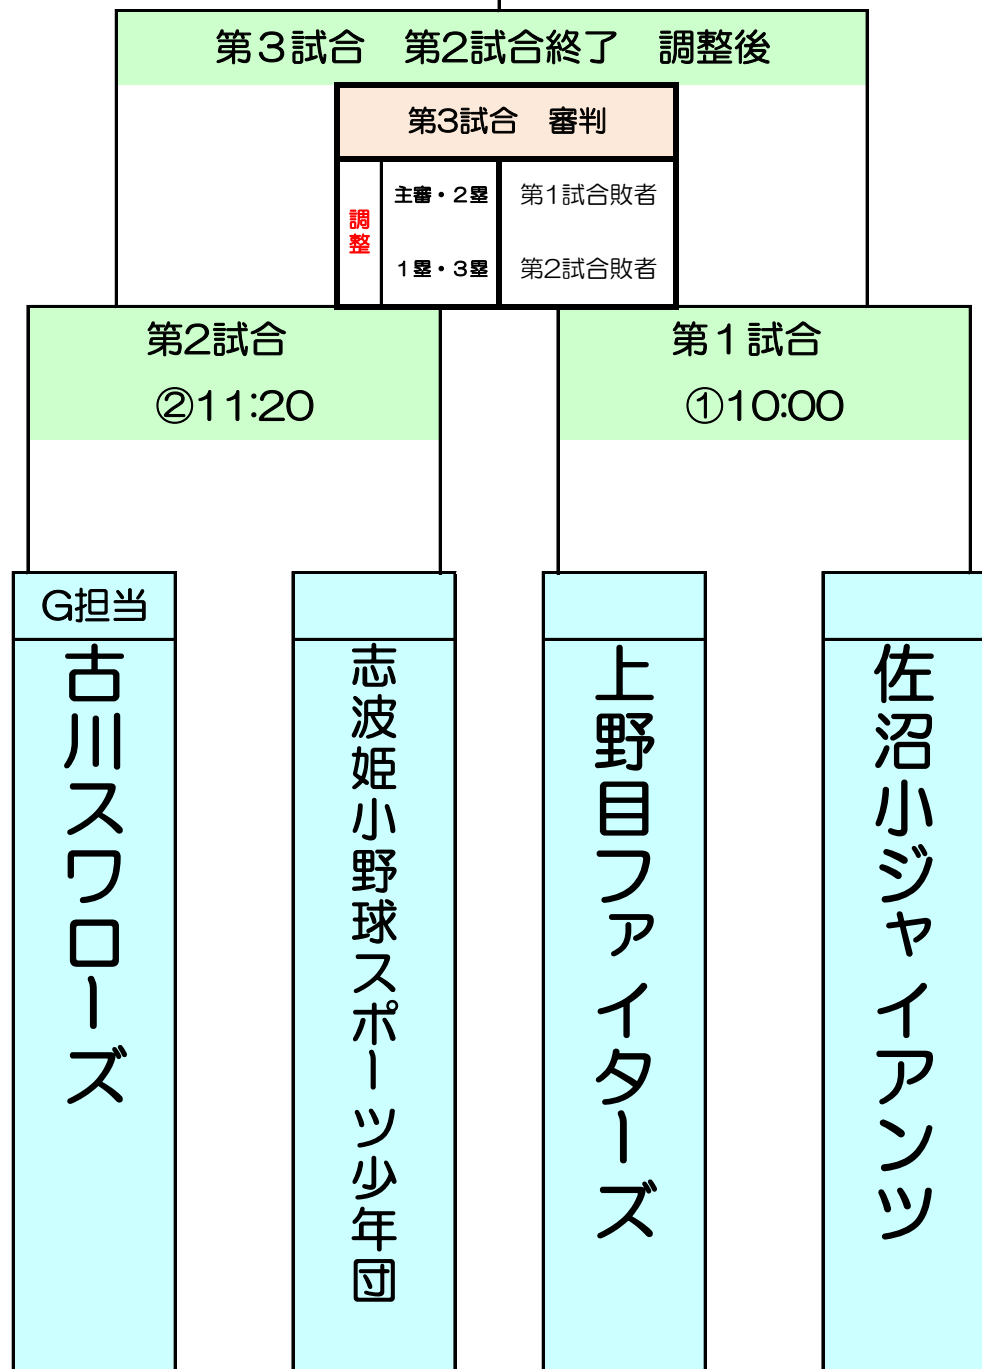 第３試合　第2試合終了　調整後
第3試合　審判
調整
主審・２塁
第1試合敗者
１塁・３塁
第2試合敗者
第2試合
②11:20
第１試合
①10:00
G担当
古川スワローズ
志波姫小野球スポーツ少年団
上野目ファイターズ
佐沼小ジャイアンツ